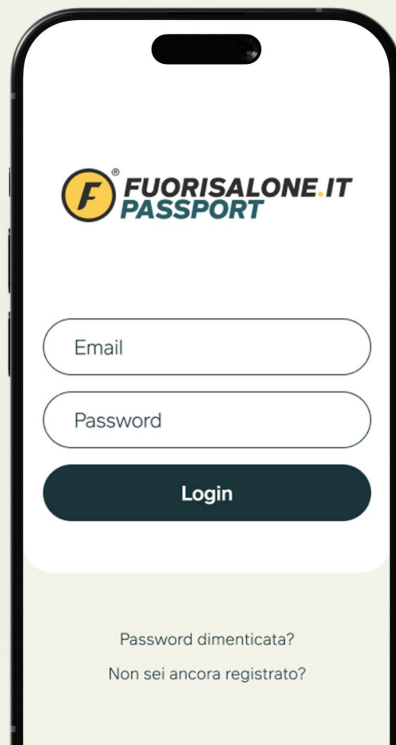 F®
FUORISALONE.IT
PASSPORT
Email
Password
Login
Password dimenticata?
Non sei ancora registrato?